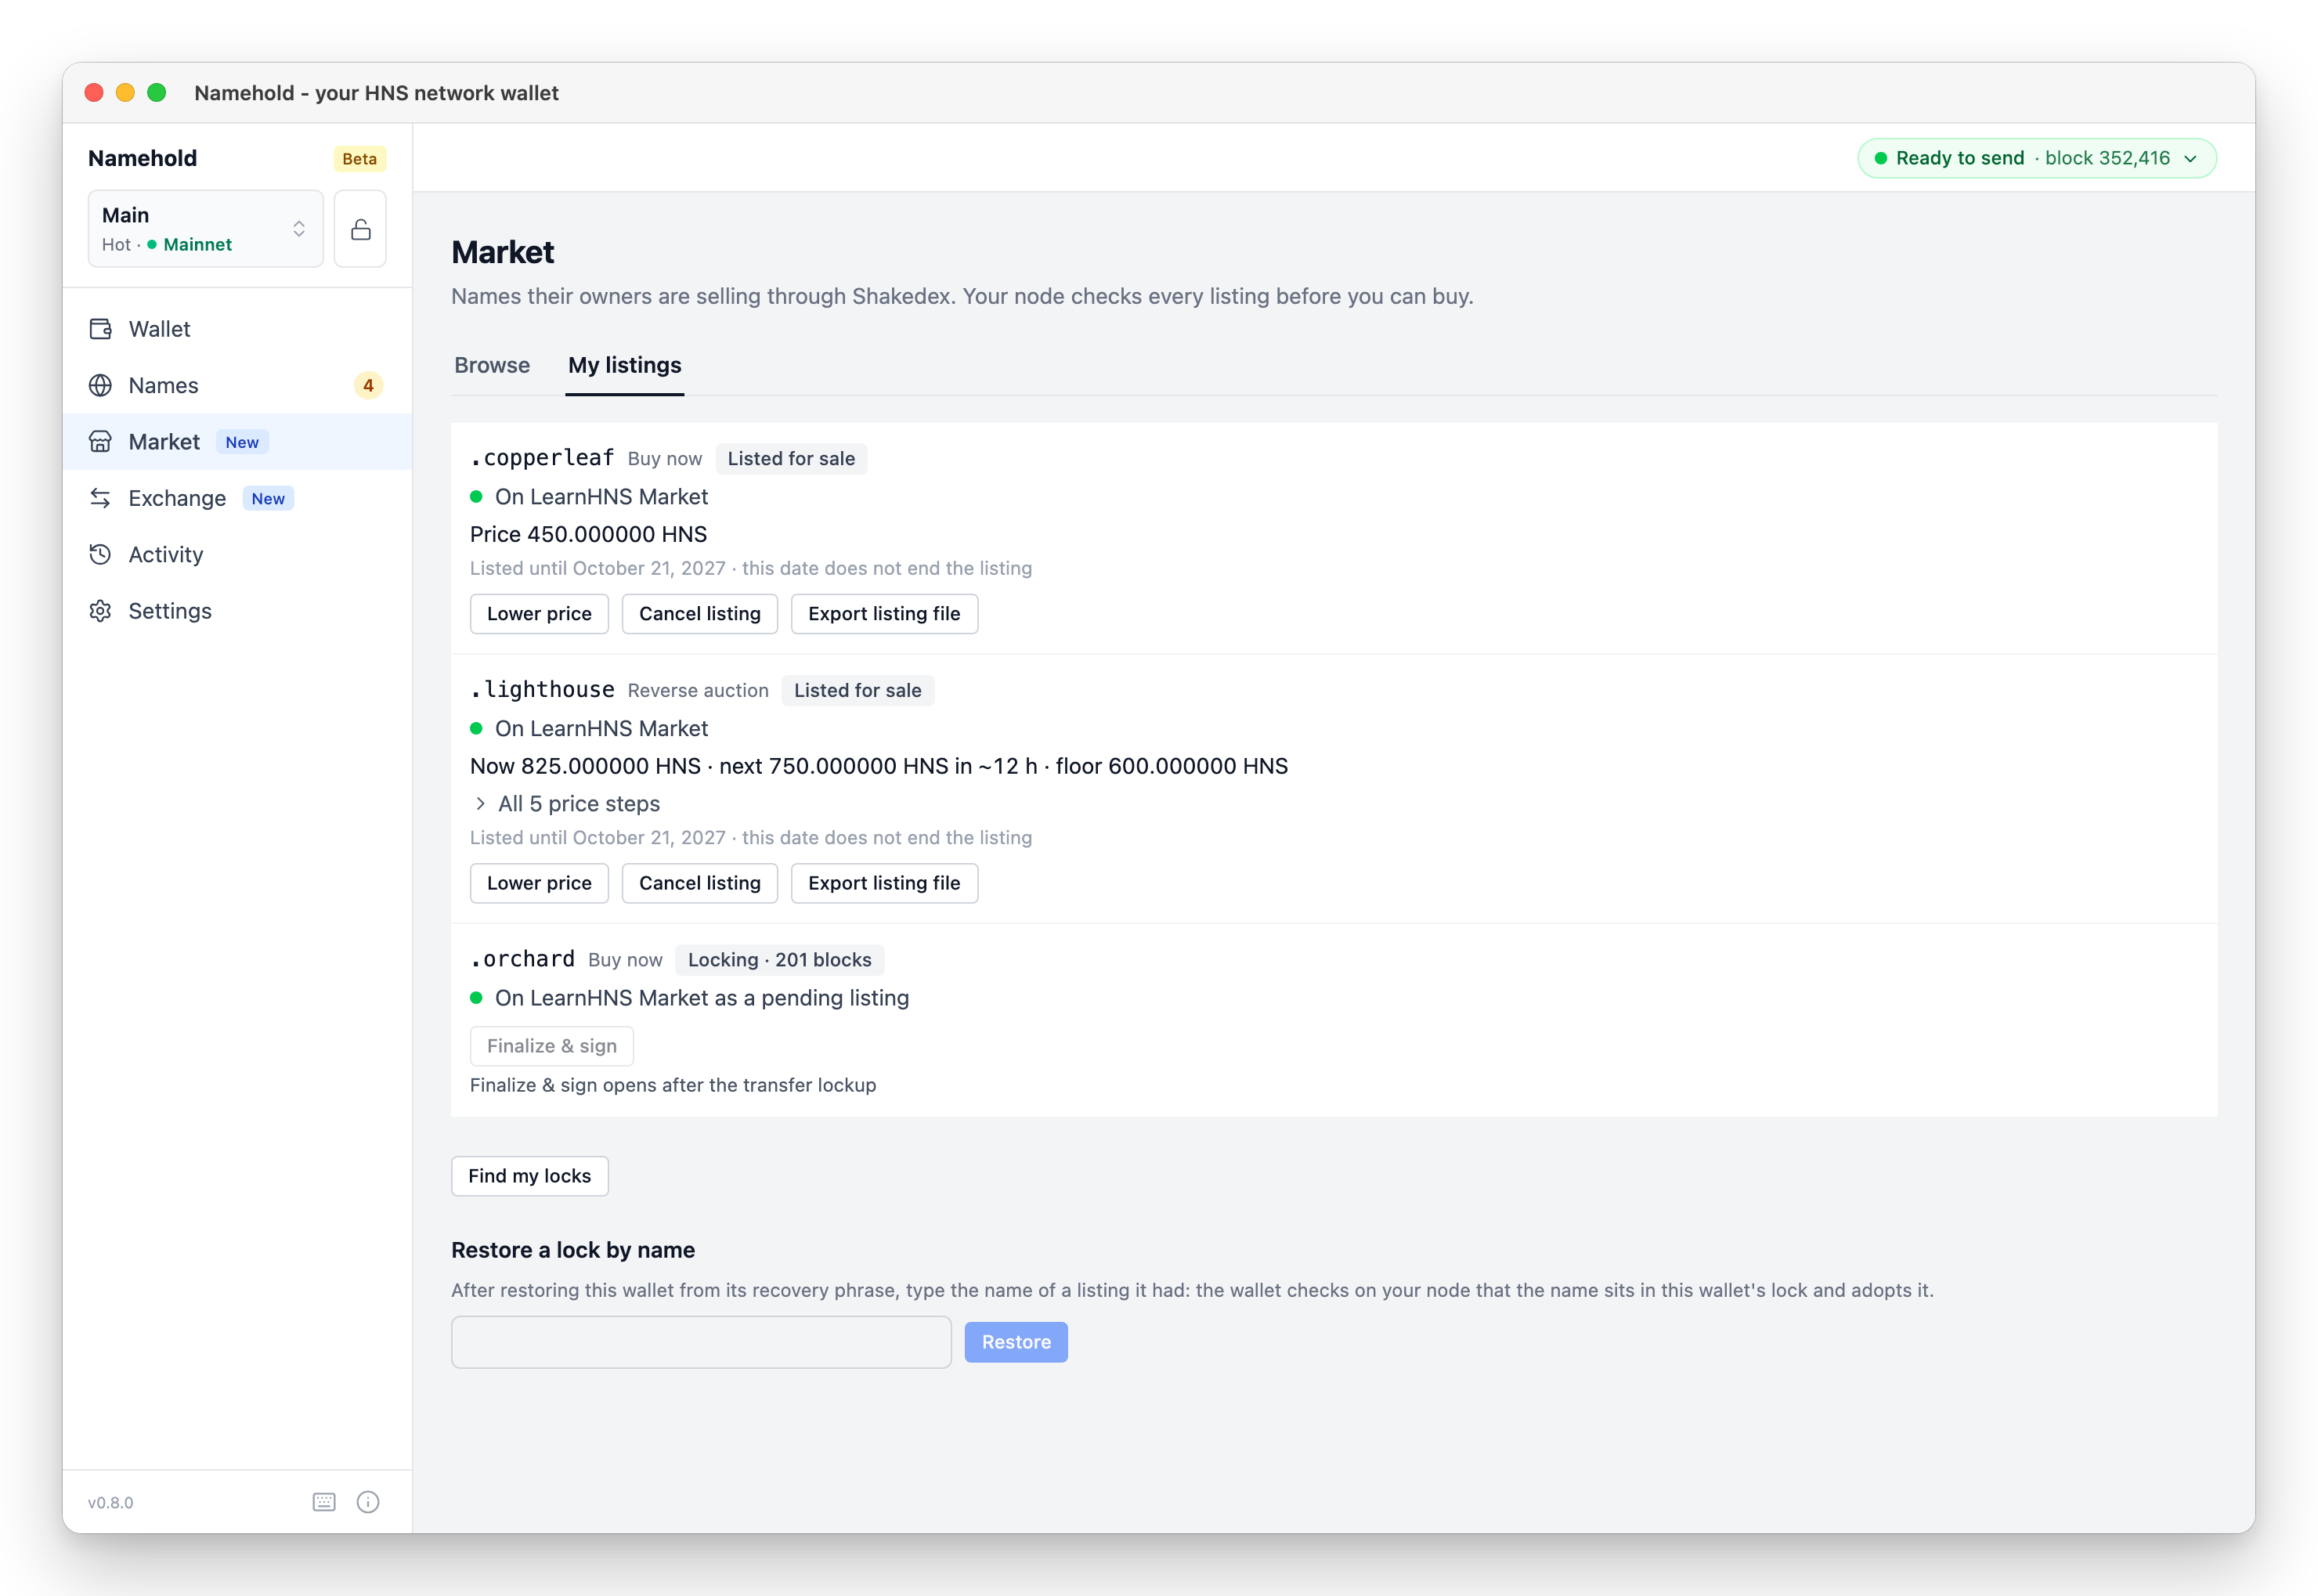 Namehold - your HNS network wallet
Namehold Beta
Main
Hot · Mainnet
Ready to send · block 352,416
Wallet
Names 4
Market New
Exchange New
Activity
Settings
Market
Names their owners are selling through Shakedex. Your node checks every listing before you can buy.
Browse My listings
.copperleaf Buy now Listed for sale
On LearnHNS Market
Price 450.000000 HNS
Listed until October 21, 2027 · this date does not end the listing
Lower price Cancel listing Export listing file
.lighthouse Reverse auction Listed for sale
On LearnHNS Market
Now 825.000000 HNS · next 750.000000 HNS in ~12 h · floor 600.000000 HNS
All 5 price steps
Listed until October 21, 2027 · this date does not end the listing
Lower price Cancel listing Export listing file
.orchard Buy now Locking · 201 blocks
On LearnHNS Market as a pending listing
Finalize & sign
Finalize & sign opens after the transfer lockup
Find my locks
Restore a lock by name
After restoring this wallet from its recovery phrase, type the name of a listing it had: the wallet checks on your node that the name sits in this wallet's lock and adopts it.
Restore
v0.8.0